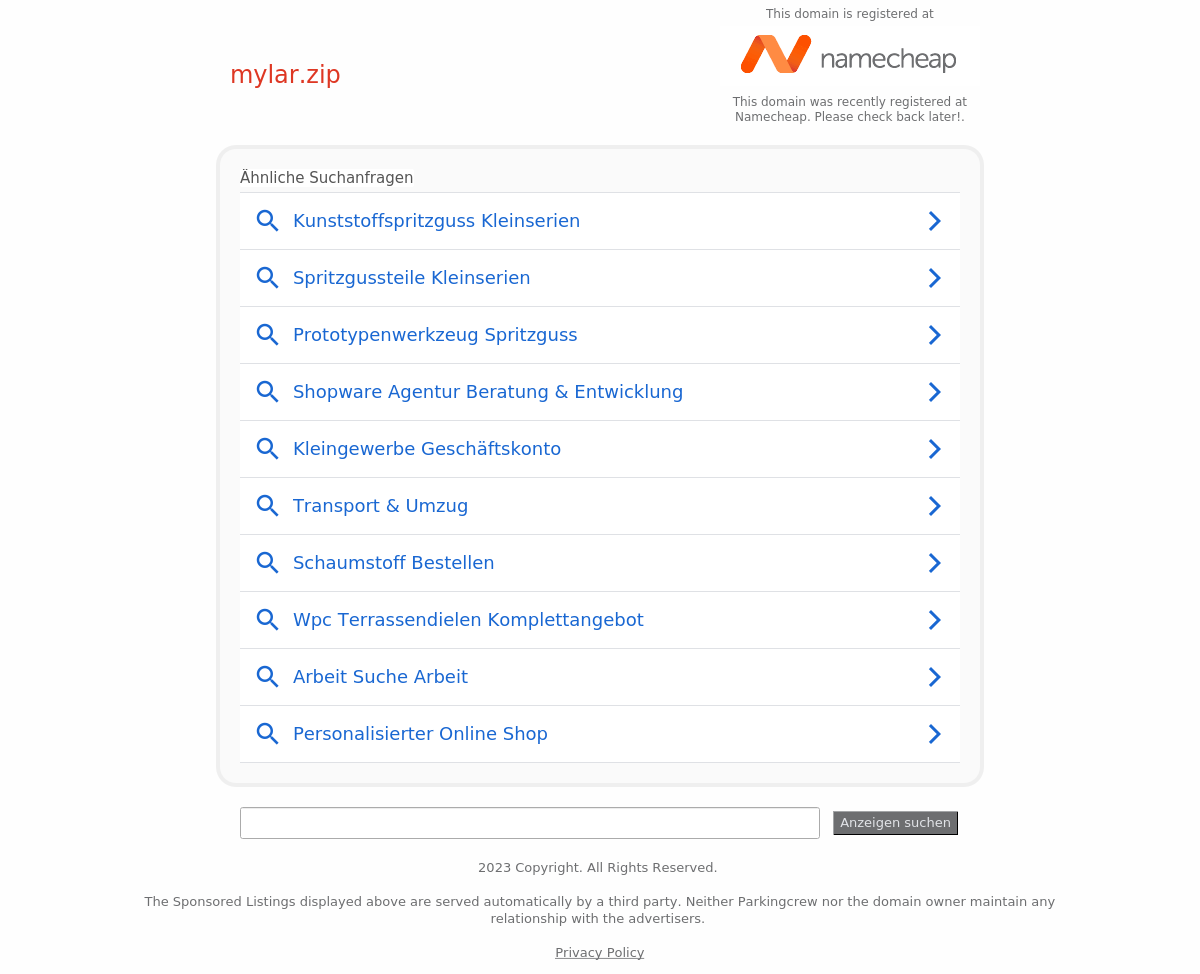 This domain is registered at
namecheap
mylar.zip
This domain was recently registered at
Namecheap. Please check back later!.
Ähnliche Suchanfragen
Kunststoffspritzguss Kleinserien
Spritzgussteile Kleinserien
Prototypenwerkzeug Spritzguss
Shopware Agentur Beratung & Entwicklung
Kleingewerbe Geschäftskonto
Transport & Umzug
Schaumstoff Bestellen
Wpc Terrassendielen Komplettangebot
Arbeit Suche Arbeit
Personalisierter Online Shop
Anzeigen suchen
2023 Copyright. All Rights Reserved.
The Sponsored Listings displayed above are served automatically by a third party. Neither Parkingcrew nor the domain owner maintain any
relationship with the advertisers.
Privacy Policy